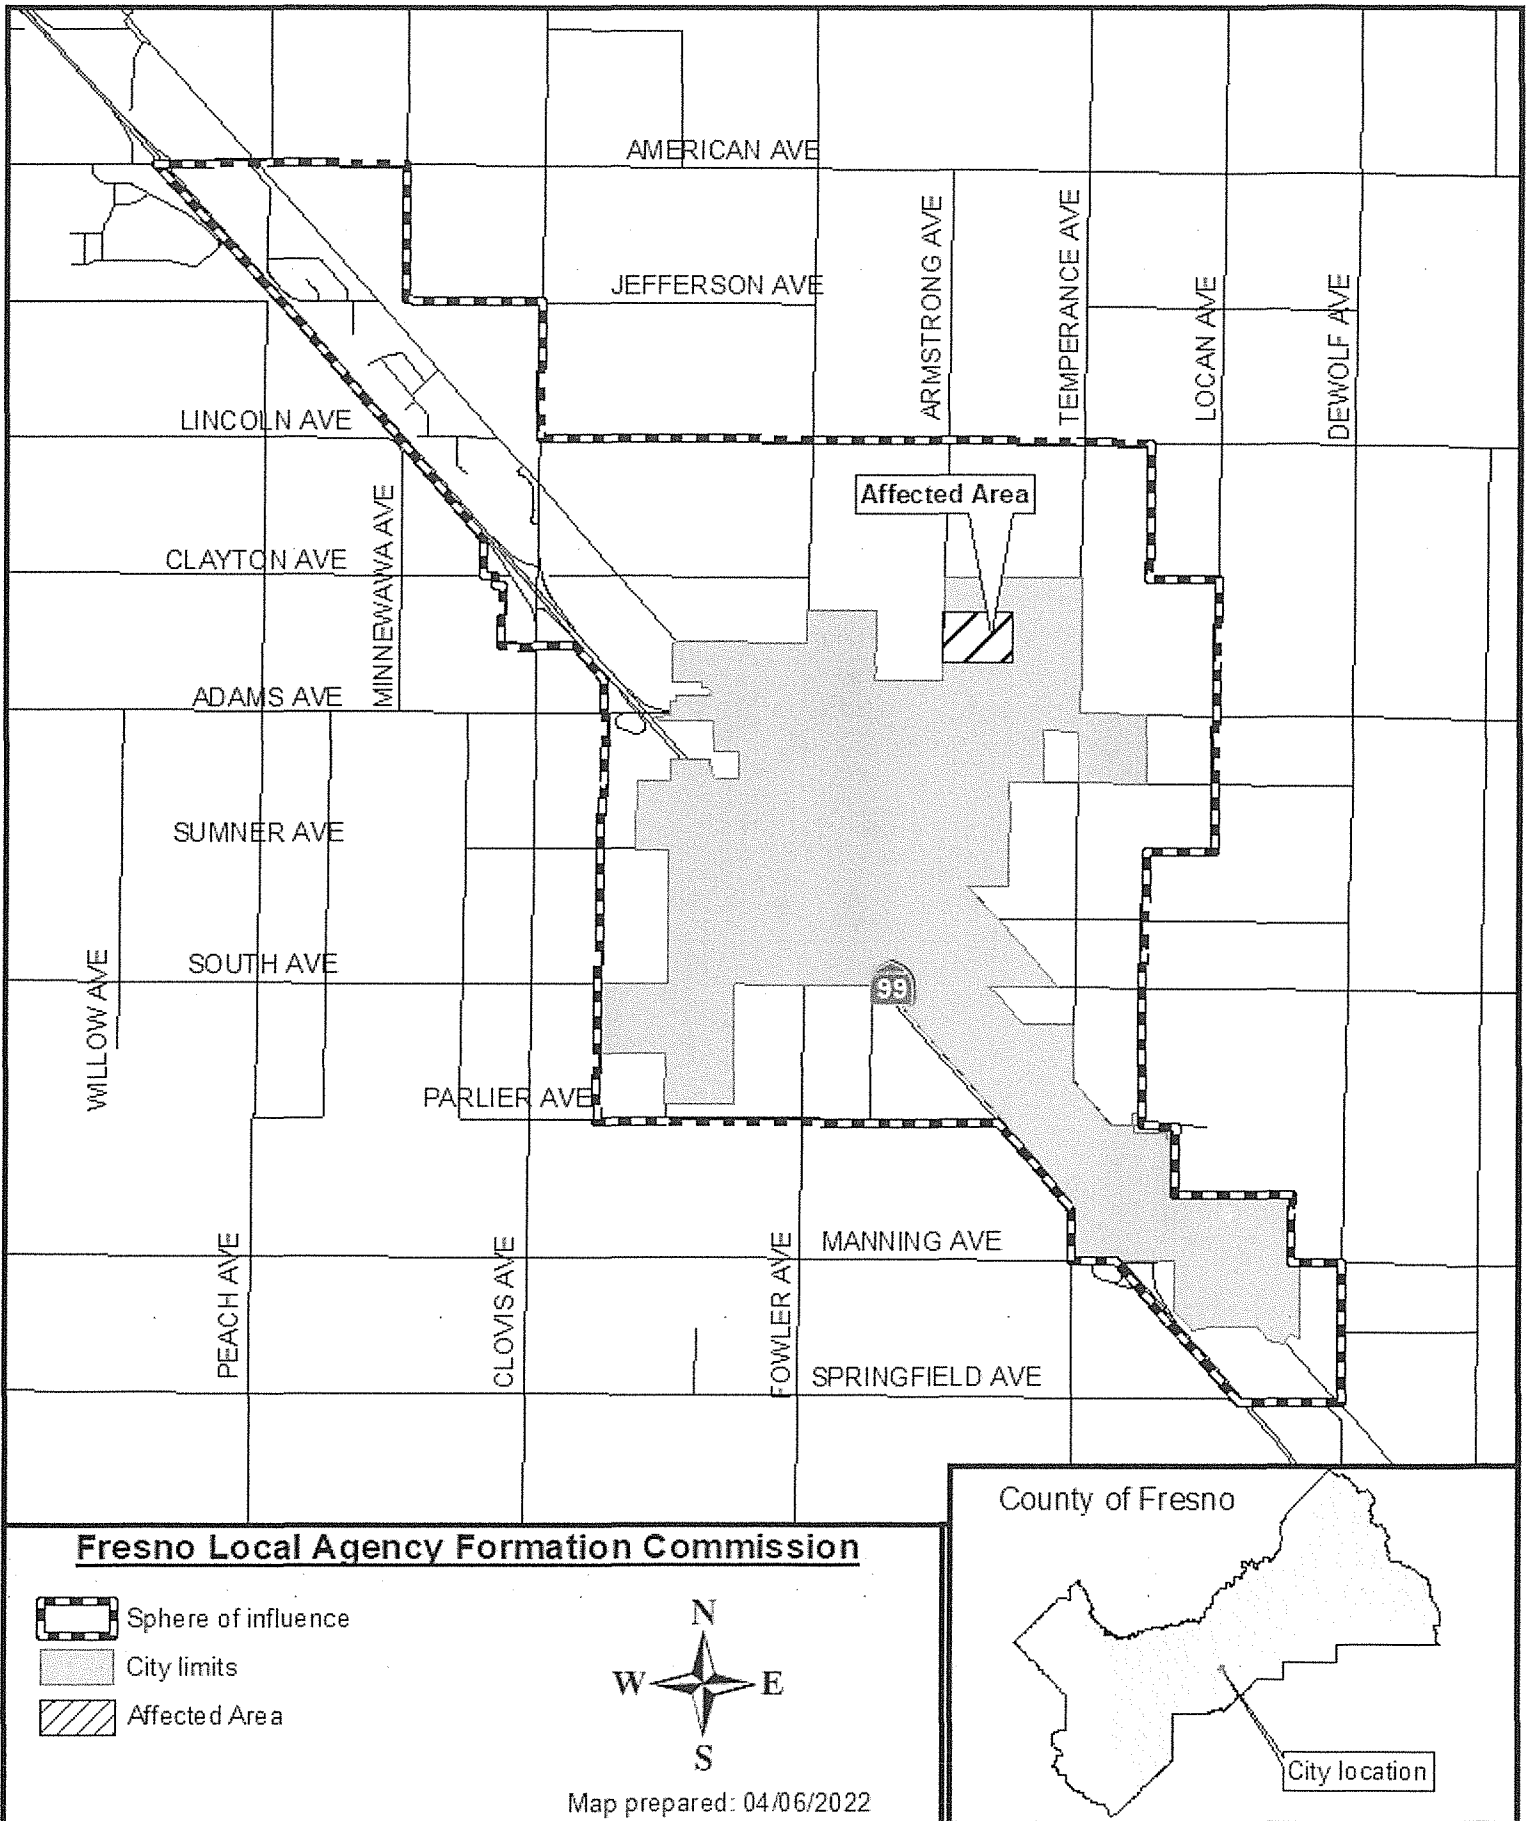 AMERICAN AVE
ARMSTRONG AVE
TEMPERANCE AVE
JEFFERSON AVE
LOCAN AVE
DEWOLF AVE
LINCOLN AVE
Affected Area
MINNEWAWA AVE
CLAYTON AVE
ADAMS AVE
SUMNER AVE
WILLOW AVE
SOUTH AVE
99
PARLIER AVE
PEACH AVE
CLOVIS AVE
FOWLER AVE
MANNING AVE
SPRINGFIELD AVE
County of Fresno
City location
Fresno Local Agency Formation Commission
Sphere of influence
City limits
Affected Area
N
W
E
S
Map prepared: 04/06/2022